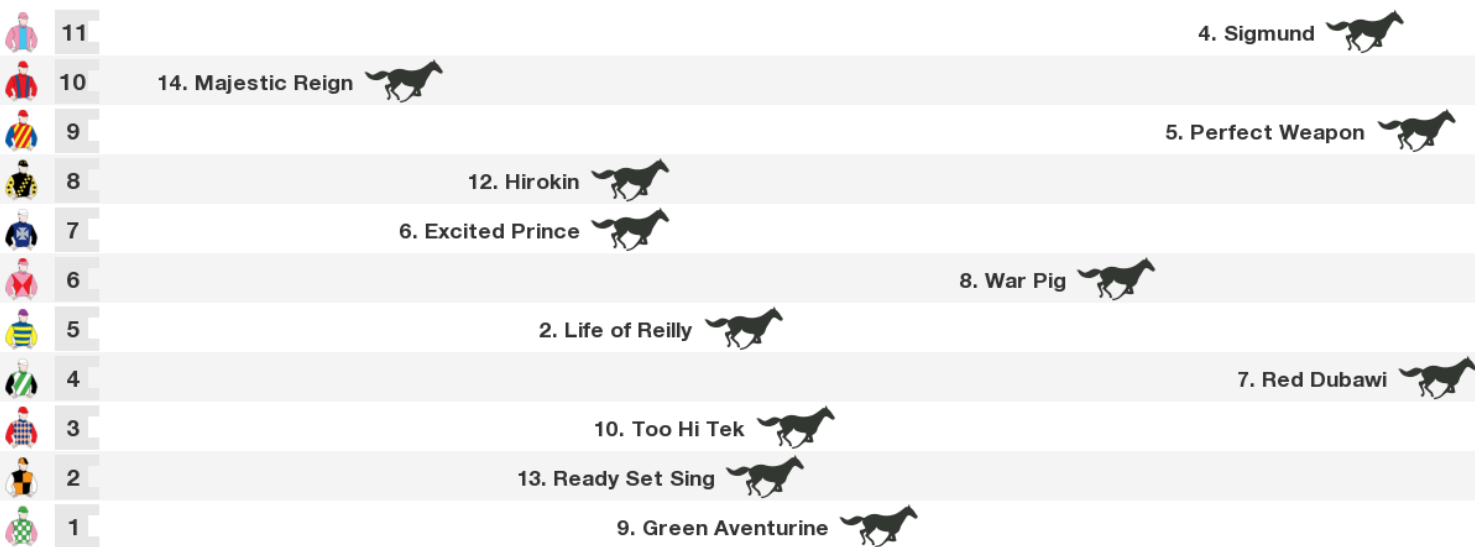 11 4. Sigmund
10 14. Majestic Reign
9 5. Perfect Weapon
8 12. Hirokin
7 6. Excited Prince
6 8. War Pig
5 2. Life of Reilly
4 7. Red Dubawi
3 10. Too Hi Tek
2 13. Ready Set Sing
1 9. Green Aventurine